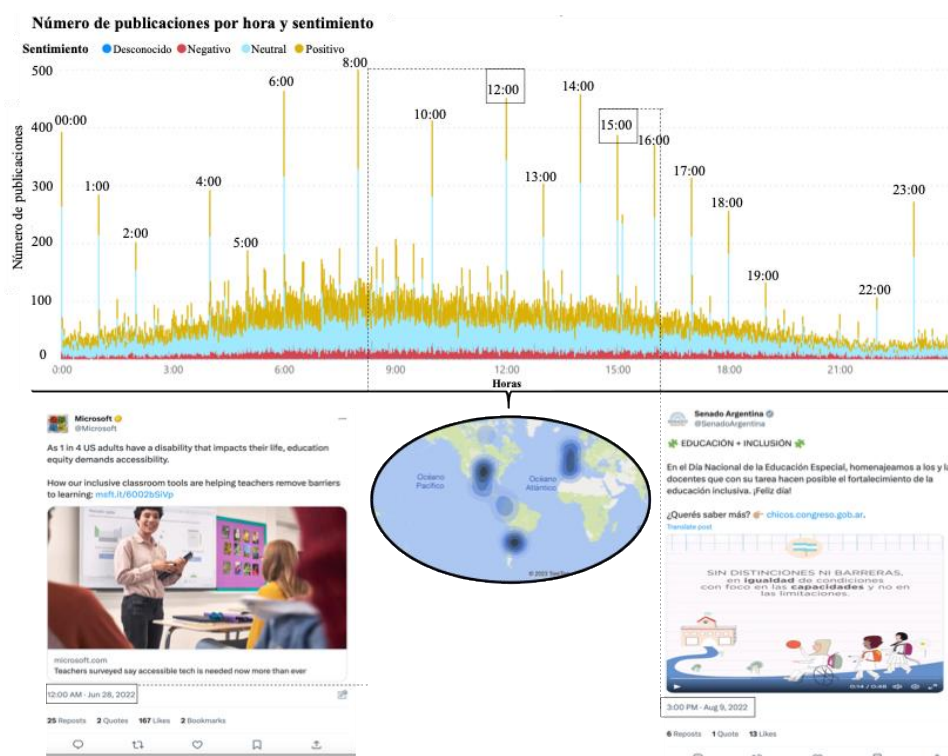 Número de publicaciones por hora y sentimiento
Sentimiento Desconocido Negativo Neutral Positivo
Número de publicaciones
500
400
300
200
100
0
00:00
1:00
2:00
4:00
5:00
6:00
8:00
10:00
12:00
13:00
14:00
15:00
16:00
17:00
18:00
19:00
22:00
23:00
0:00 3:00 6:00 9:00 12:00 15:00 18:00 21:00
Horas
Microsoft
@Microsoft
As 1 in 4 US adults have a disability that impacts their life, education
equity demands accessibility.
How our inclusive classroom tools are helping teachers remove barriers
to learning: msft.it/6002bSiVp
microsoft.com
Teachers surveyed say accessible tech is needed now more than ever
12:00 AM · Jun 28, 2022
25 Reposts 2 Quotes 167 Likes 2 Bookmarks
Océano
Pacífico
Océano
Atlántico
Senado Argentina
@SenadoArgentina
EDUCACIÓN + INCLUSIÓN
En el Día Nacional de la Educación Especial, homenajeamos a los y la
docentes que con su tarea hacen posible el fortalecimiento de la
educación inclusiva. ¡Feliz día!
¿Querés saber más? chicos.congreso.gob.ar.
Translate post
SIN DISTINCIONES NI BARRERAS,
en igualdad de condiciones
con foco en las capacidades y no en
las limitaciones.
0:14 / 0:48
3:00 PM · Aug 9, 2022
6 Reposts 1 Quote 13 Likes